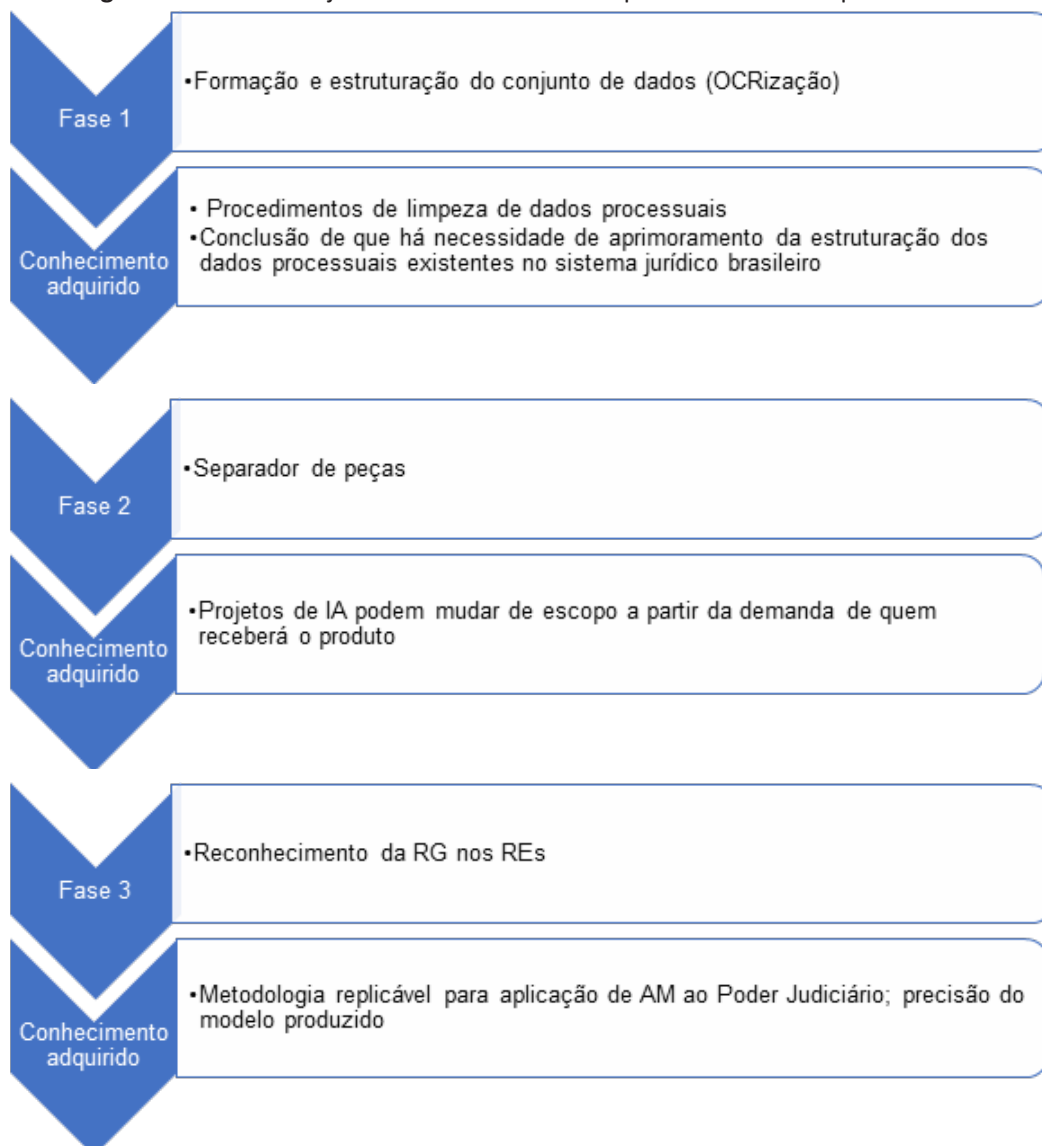 Fase 1
•Formação e estruturação do conjunto de dados (OCRização)
Conhecimento
adquirido
• Procedimentos de limpeza de dados processuais
•Conclusão de que há necessidade de aprimoramento da estruturação dos
dados processuais existentes no sistema jurídico brasileiro
Fase 2
•Separador de peças
Conhecimento
adquirido
•Projetos de IA podem mudar de escopo a partir da demanda de quem
receberá o produto
Fase 3
•Reconhecimento da RG nos REs
Conhecimento
adquirido
•Metodologia replicável para aplicação de AM ao Poder Judiciário; precisão do
modelo produzido